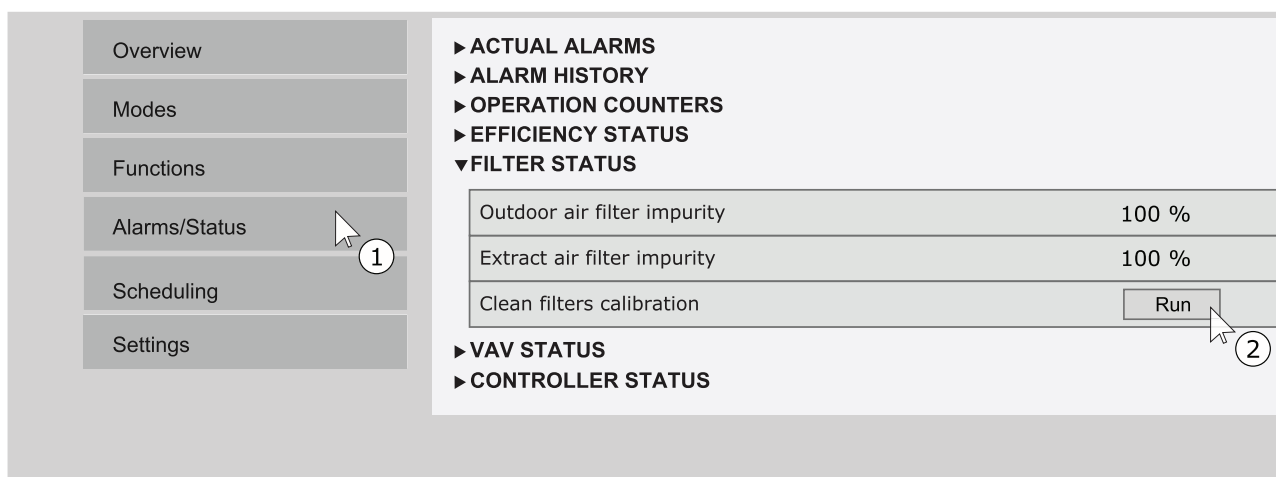 Overview
Modes
Functions
Alarms/Status
1
Scheduling
Settings
▶ACTUAL ALARMS
▶ALARM HISTORY
▶OPERATION COUNTERS
▶EFFICIENCY STATUS
▼FILTER STATUS
Outdoor air filter impurity 100 %
Extract air filter impurity 100 %
Clean filters calibration Run
2
▶VAV STATUS
▶CONTROLLER STATUS